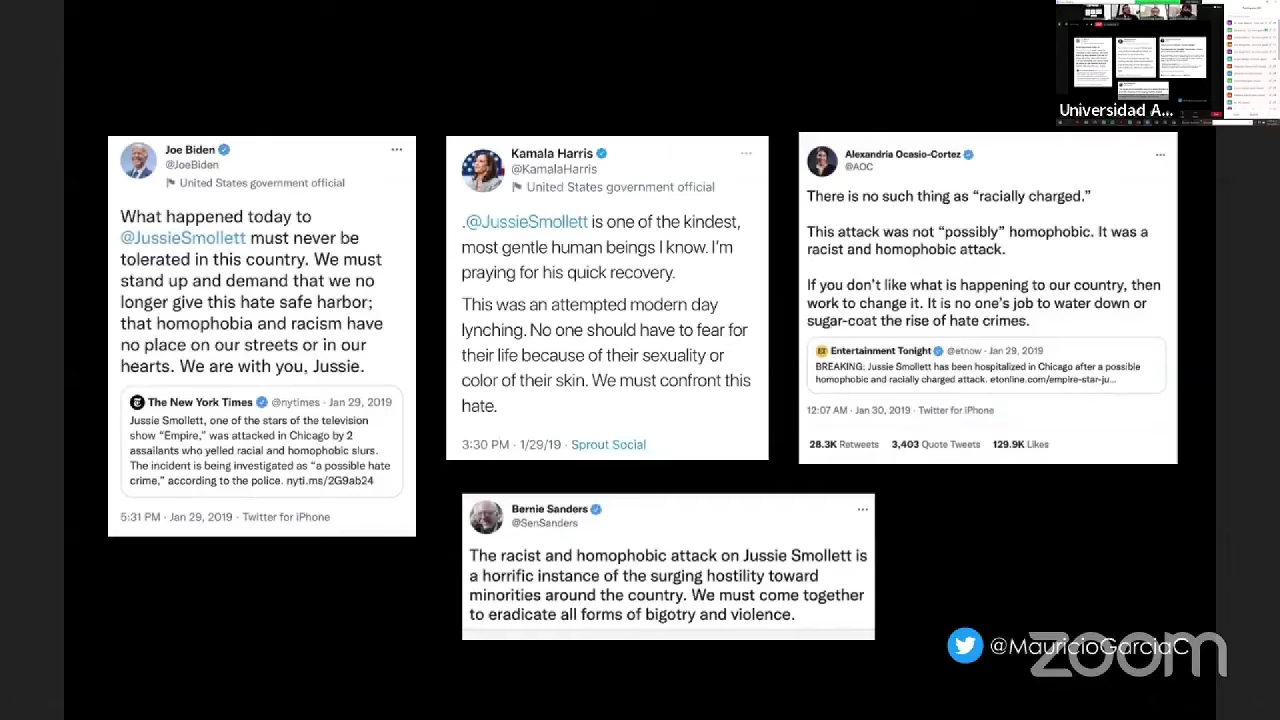 Universidad A...
Joe Biden
@JoeBiden
United States government official
What happened today to
@JussieSmollett must never be
tolerated in this country. We must
stand up and demand that we no
longer give this hate safe harbor;
that homophobia and racism have
no place on our streets or in our
hearts. We are with you, Jussie.
The New York Times @nytimes · Jan 29, 2019
Jussie Smollett, one of the stars of the television
show “Empire,” was attacked in Chicago by 2
assailants who yelled racial and homophobic slurs.
The incident is being investigated as “a possible hate
crime,” according to the police. nyti.ms/2G9ab24
5:31 PM · Jan 29, 2019 · Twitter for iPhone
Kamala Harris
@KamalaHarris
United States government official
.@JussieSmollett is one of the kindest,
most gentle human beings I know. I'm
praying for his quick recovery.
This was an attempted modern day
lynching. No one should have to fear for
their life because of their sexuality or
color of their skin. We must confront this
hate.
3:30 PM · 1/29/19 · Sprout Social
Alexandria Ocasio-Cortez
@AOC
There is no such thing as “racially charged.”
This attack was not “possibly” homophobic. It was a
racist and homophobic attack.
If you don't like what is happening to our country, then
work to change it. It is no one's job to water down or
sugar-coat the rise of hate crimes.
Entertainment Tonight @etnow · Jan 29, 2019
BREAKING: Jussie Smollett has been hospitalized in Chicago after a possible
homophobic and racially charged attack. etonline.com/empire-star-ju...
12:07 AM · Jan 30, 2019 · Twitter for iPhone
28.3K Retweets 3,403 Quote Tweets 129.9K Likes
Bernie Sanders
@SenSanders
The racist and homophobic attack on Jussie Smollett is
a horrific instance of the surging hostility toward
minorities around the country. We must come together
to eradicate all forms of bigotry and violence.
@MauricioGarciaC
zoom